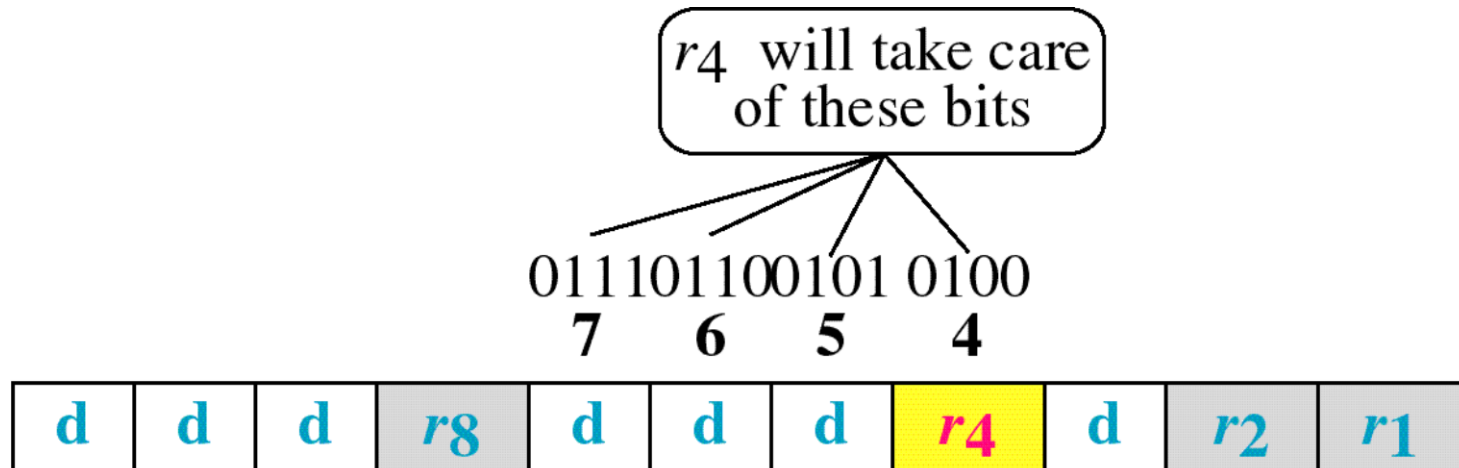 r4 will take care
of these bits
0111 0110 0101 0100
7 6 5 4
d d d r8 d d d r4 d r2 r1